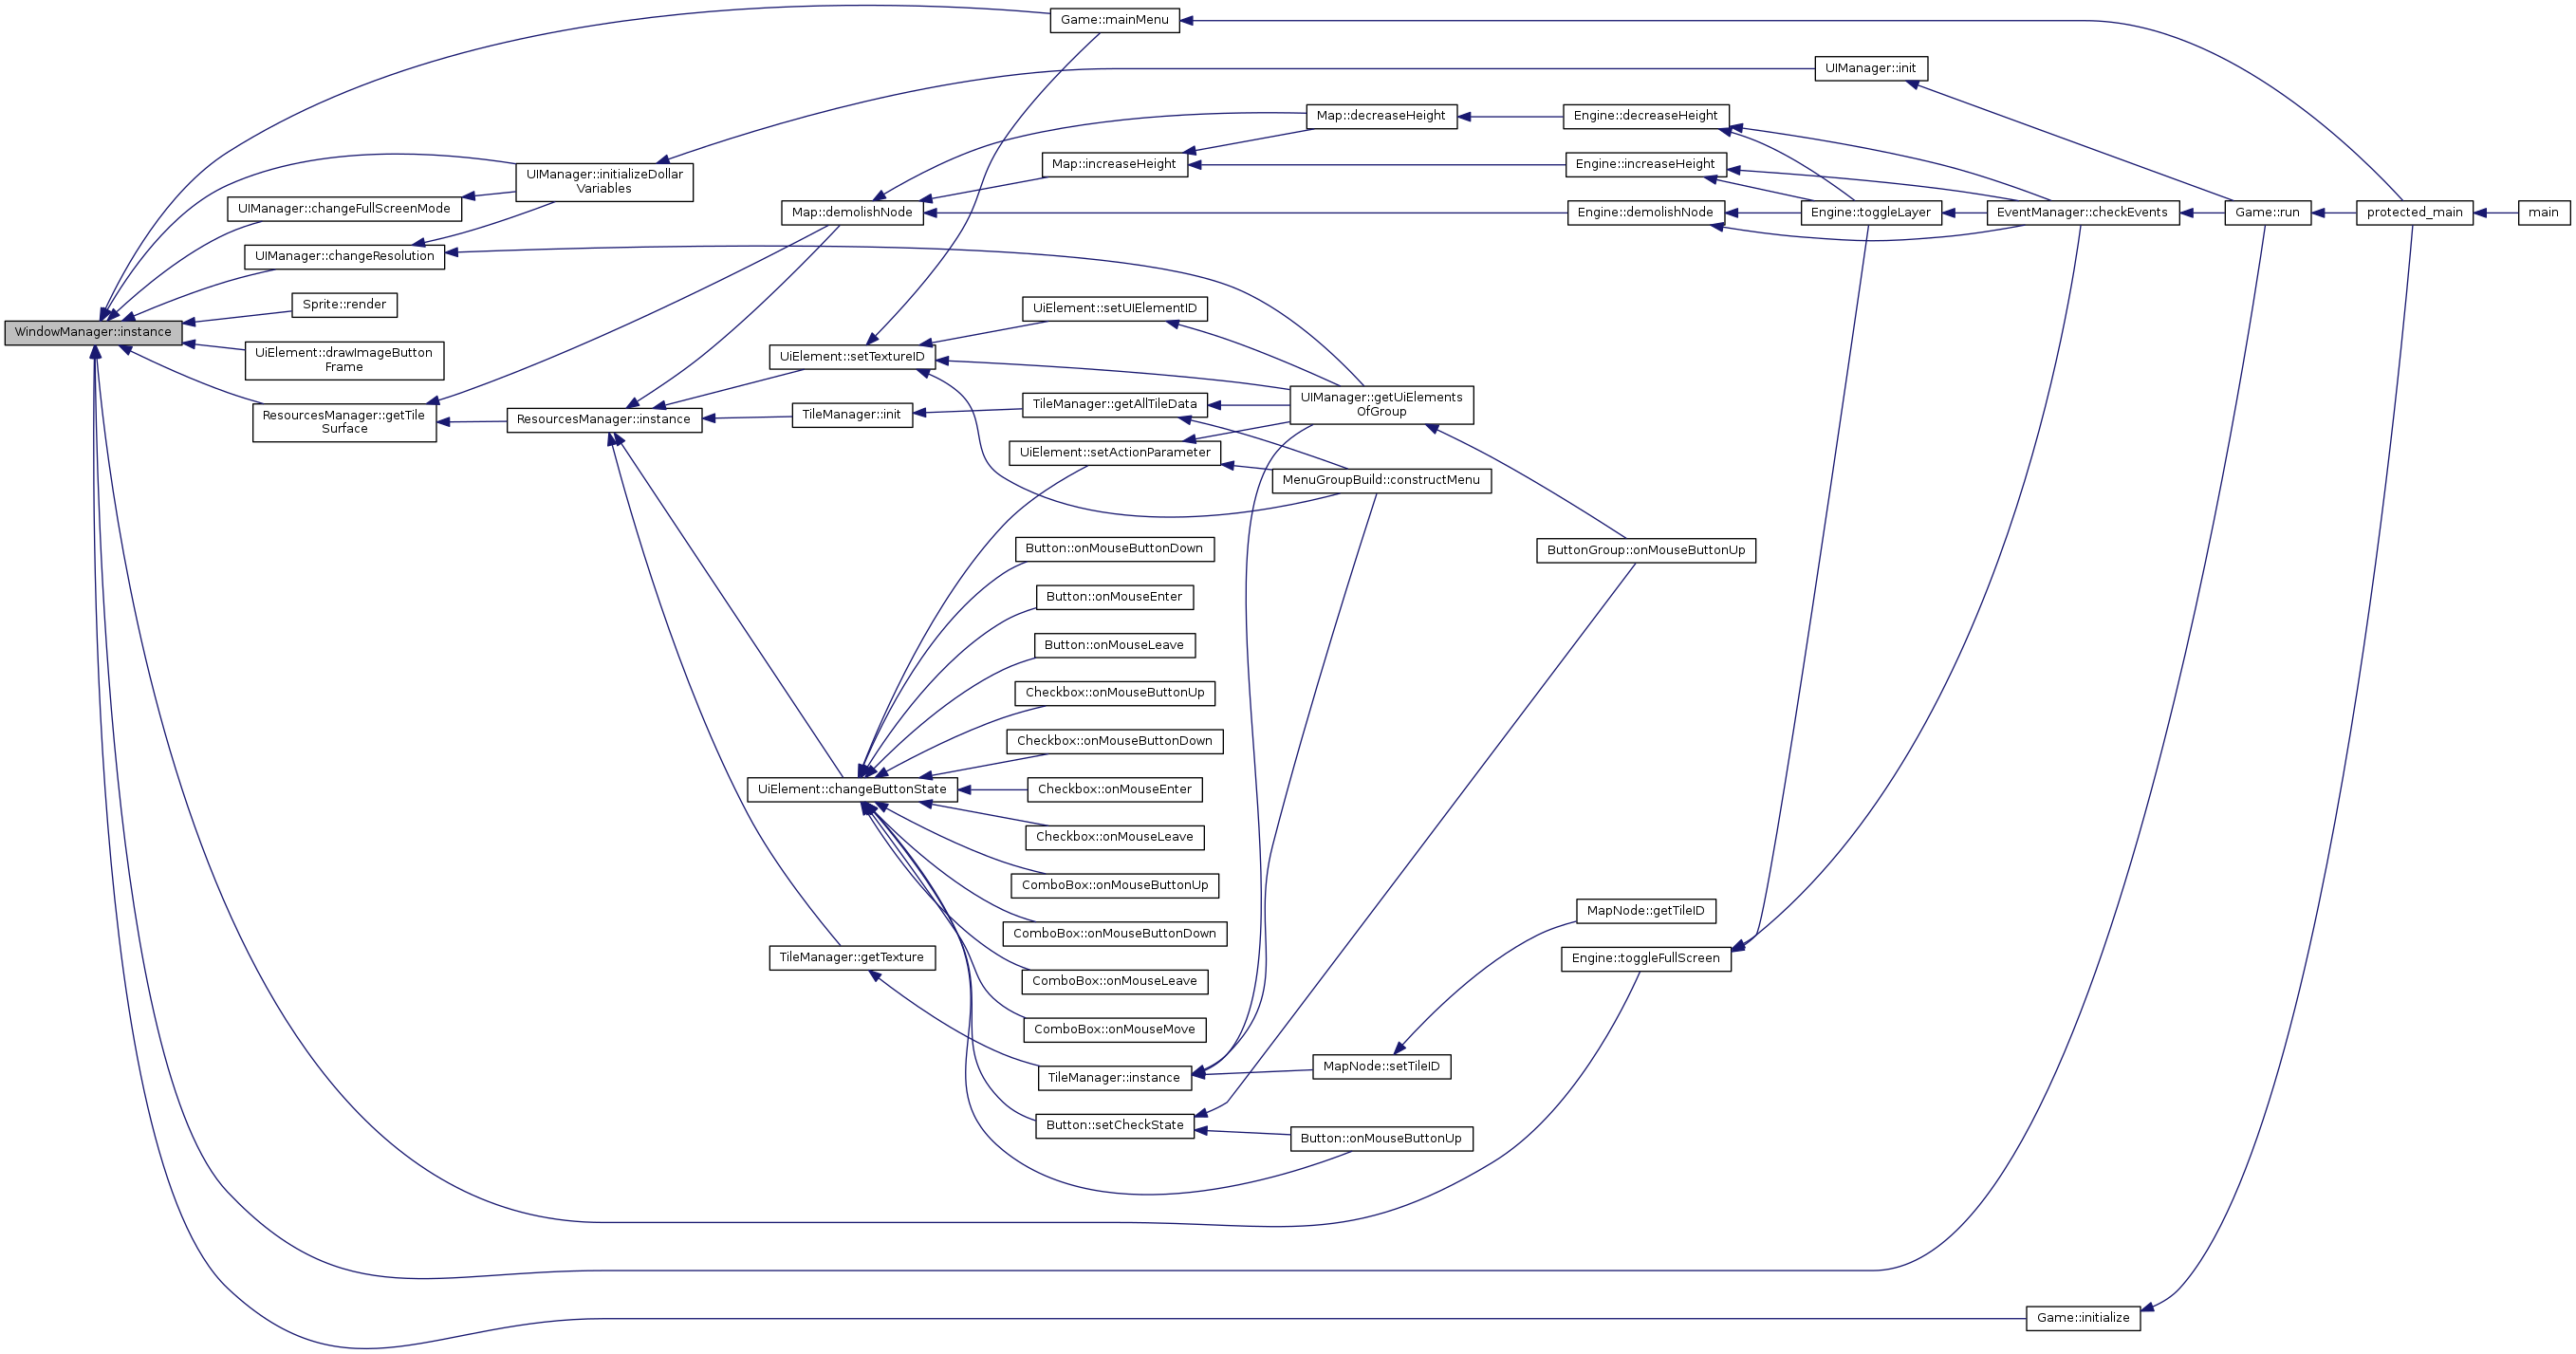 Game::mainMenu
UIManager::init
Map::decreaseHeight
Engine::decreaseHeight
Map::increaseHeight
Engine::increaseHeight
UIManager::initializeDollar
Variables
UIManager::changeFullScreenMode
Map::demolishNode
Engine::demolishNode
Engine::toggleLayer
EventManager::checkEvents
Game::run
protected_main
main
UIManager::changeResolution
Sprite::render
UiElement::setUIElementID
WindowManager::instance
UiElement::drawImageButton
Frame
UiElement::setTextureID
ResourcesManager::getTile
Surface
ResourcesManager::instance
TileManager::init
TileManager::getAllTileData
UIManager::getUiElements
OfGroup
UiElement::setActionParameter
MenuGroupBuild::constructMenu
Button::onMouseButtonDown
ButtonGroup::onMouseButtonUp
Button::onMouseEnter
Button::onMouseLeave
Checkbox::onMouseButtonUp
Checkbox::onMouseButtonDown
UiElement::changeButtonState
Checkbox::onMouseEnter
Checkbox::onMouseLeave
ComboBox::onMouseButtonUp
MapNode::getTileID
ComboBox::onMouseButtonDown
TileManager::getTexture
Engine::toggleFullScreen
ComboBox::onMouseLeave
ComboBox::onMouseMove
MapNode::setTileID
TileManager::instance
Button::setCheckState
Button::onMouseButtonUp
Game::initialize